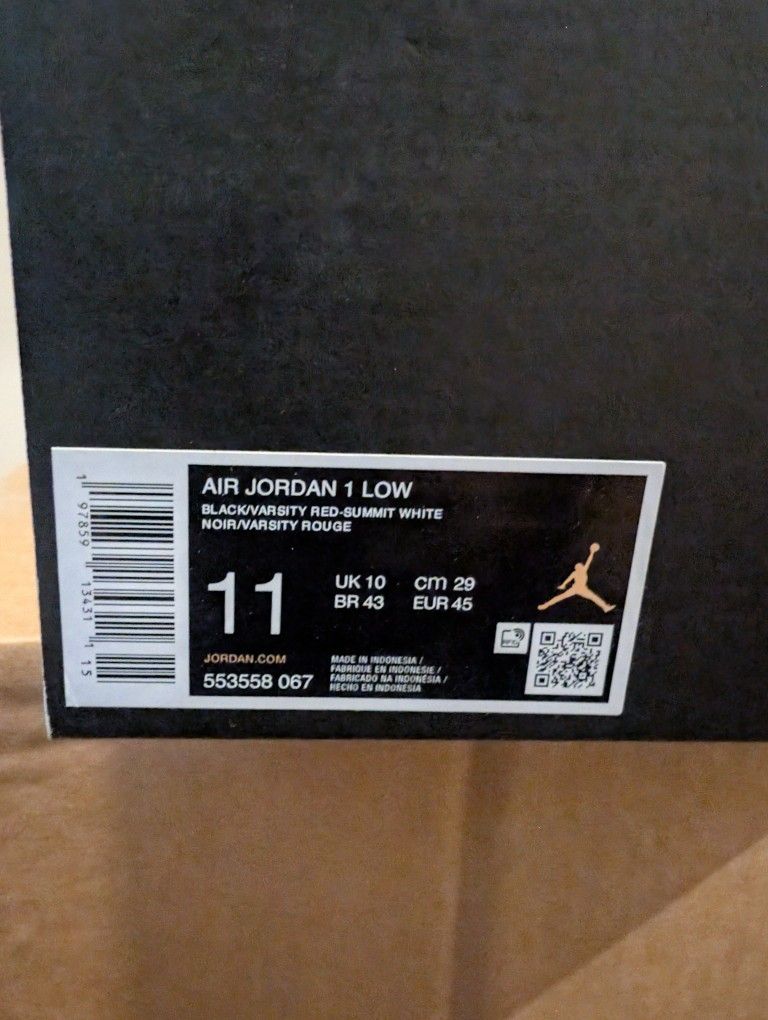 AIR JORDAN 1 LOW
BLACK/VARSITY RED-SUMMIT WHITE
NOIR/VARSITY ROUGE
11
UK 10 cm 29
BR 43 EUR 45
JORDAN.COM
553558 067
MADE IN INDONESIA /
FABRIQUE EN INDONESIE /
FABRICADO NA INDONÉSIA /
HECHO EN INDONESIA
1 97859 13431 1 15